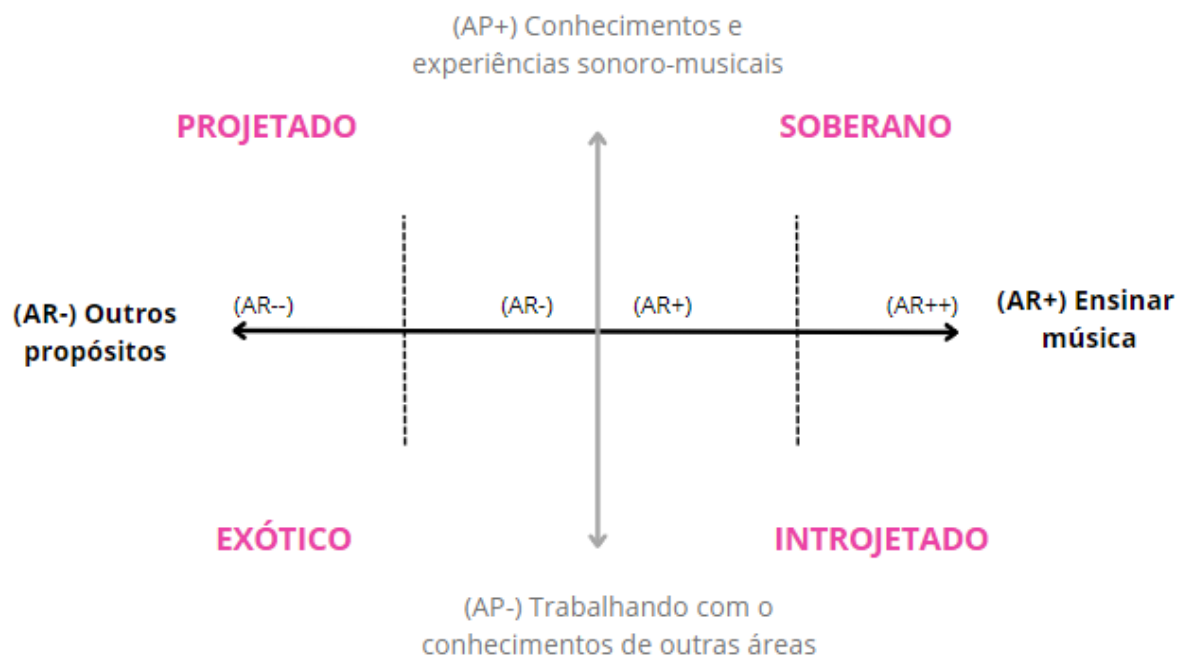 (AP+) Conhecimentos e
experiências sonoro-musicais
PROJETADO
SOBERANO
(AR-) Outros
propósitos
(AR--)
(AR-)
(AR+)
(AR++)
(AR+) Ensinar
música
EXÓTICO
INTROJETADO
(AP-) Trabalhando com o
conhecimentos de outras áreas